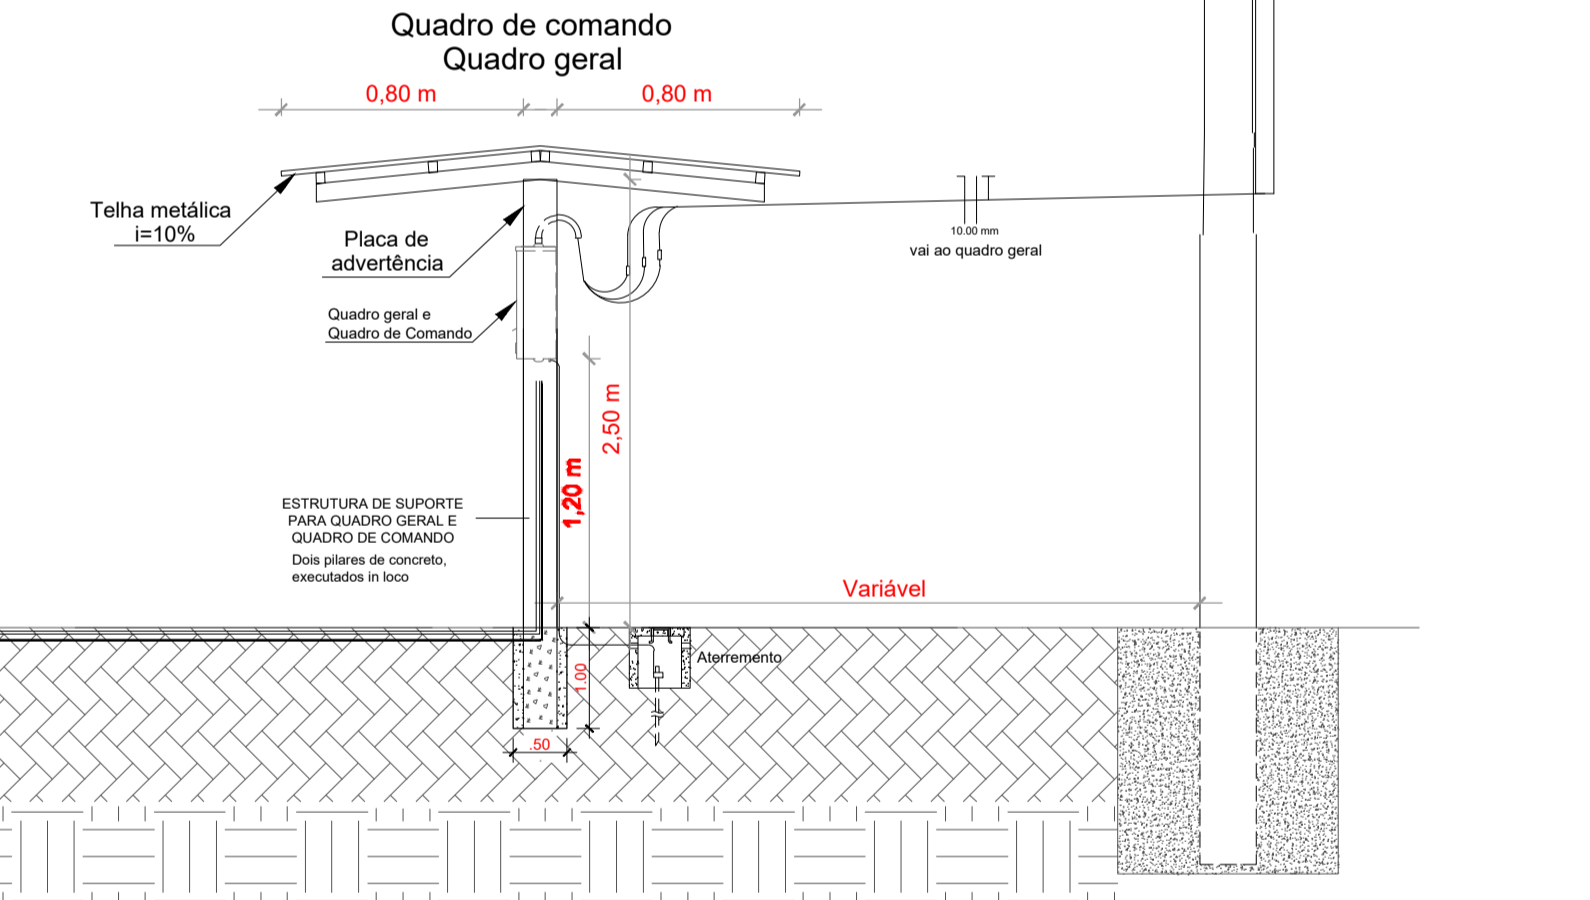 Quadro de comando
Quadro geral
0,80 m
0,80 m
Telha metálica
i=10%
Placa de
advertência
10.00 mm
vai ao quadro geral
Quadro geral e
Quadro de Comando
2,50 m
1,20 m
ESTRUTURA DE SUPORTE
PARA QUADRO GERAL E
QUADRO DE COMANDO
Dois pilares de concreto,
executados in loco
Variável
Aterremento
1.00
.50